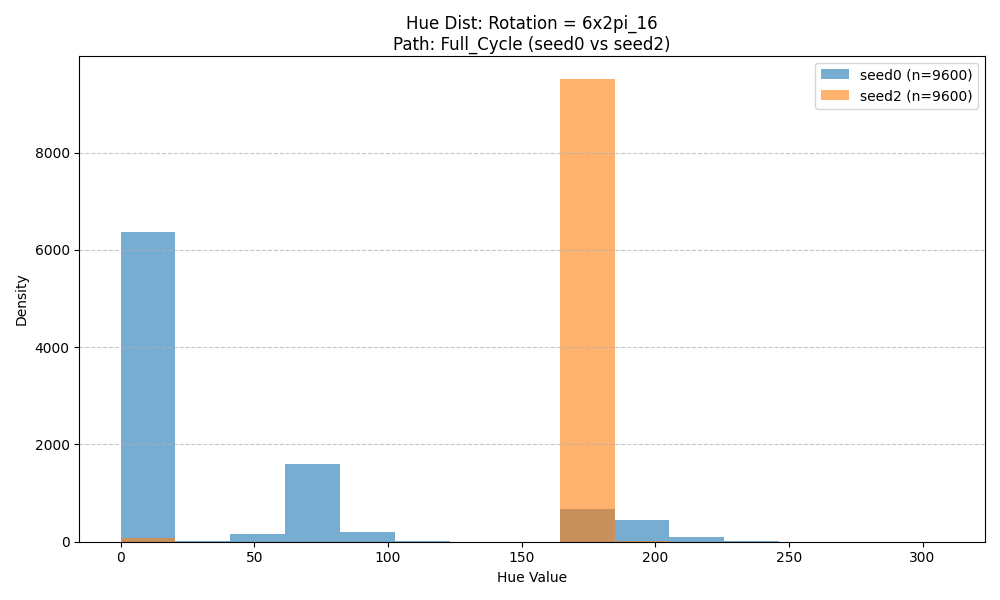 Hue Dist: Rotation = 6x2pi_16
Path: Full_Cycle (seed0 vs seed2)
seed0 (n=9600)
seed2 (n=9600)
Density
8000
6000
4000
2000
0
0 50 100 150 200 250 300
Hue Value